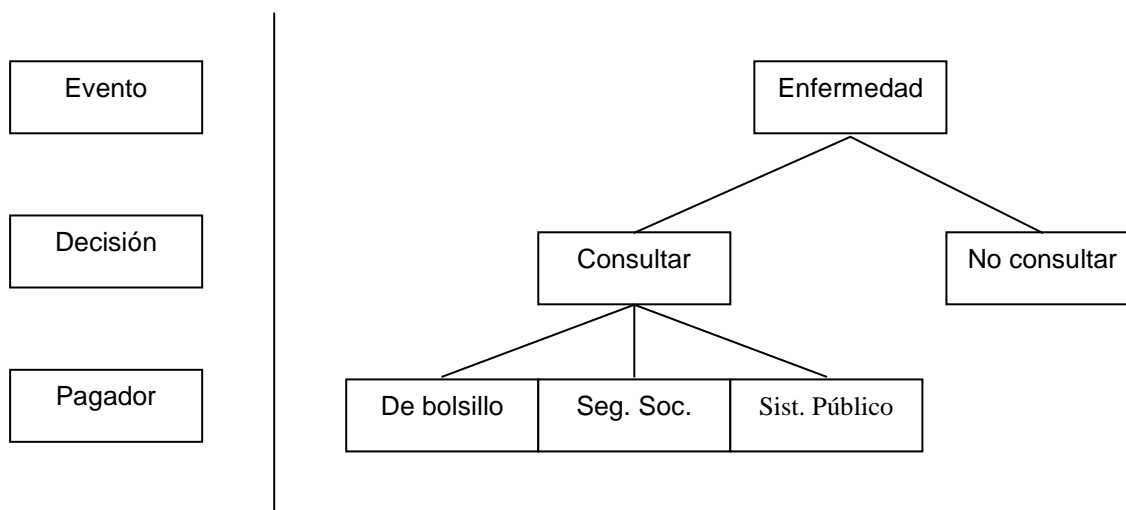 Evento
Enfermedad
Decisión
Consultar
No consultar
Pagador
De bolsillo
Seg. Soc.
Sist. Público